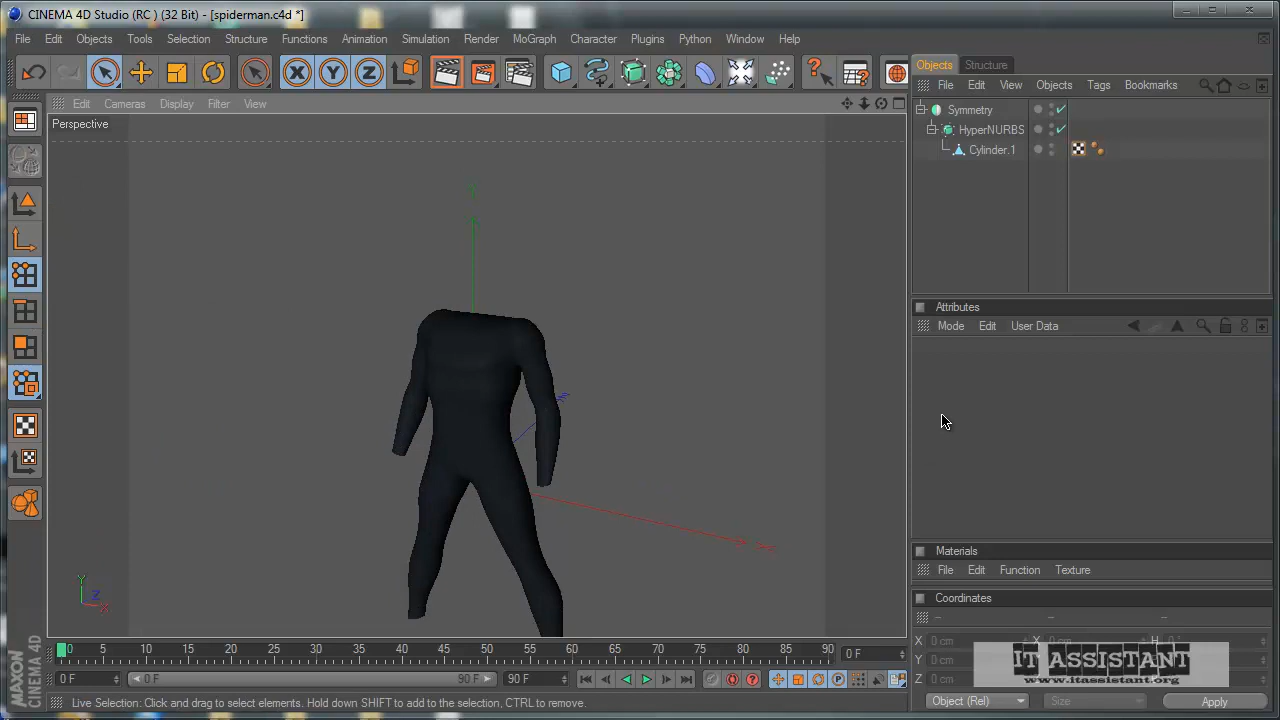 CINEMA 4D Studio (RC ) (32 Bit) - [spiderman.c4d *]
File Edit Objects Tools Selection Structure Functions Animation Simulation Render MoGraph Character Plugins Python Window Help
X Y Z
Edit Cameras Display Filter View
Perspective
Objects Structure
File Edit View Objects Tags Bookmarks
Symmetry
HyperNURBS
Cylinder.1
Attributes
Mode Edit User Data
Materials
File Edit Function Texture
Coordinates
-- -- --
X 0 cm X 0 cm H 0 °
Y 0 cm
Z 0 cm
Object (Rel) Size Apply
IT ASSISTANT
www.itassistant.org
Y
Z
X
0 5 10 15 20 25 30 35 40 45 50 55 60 65 70 75 80 85 90 0 F
0 F 0 F 90 F 90 F
Live Selection: Click and drag to select elements. Hold down SHIFT to add to the selection, CTRL to remove.
MAXON
CINEMA 4D